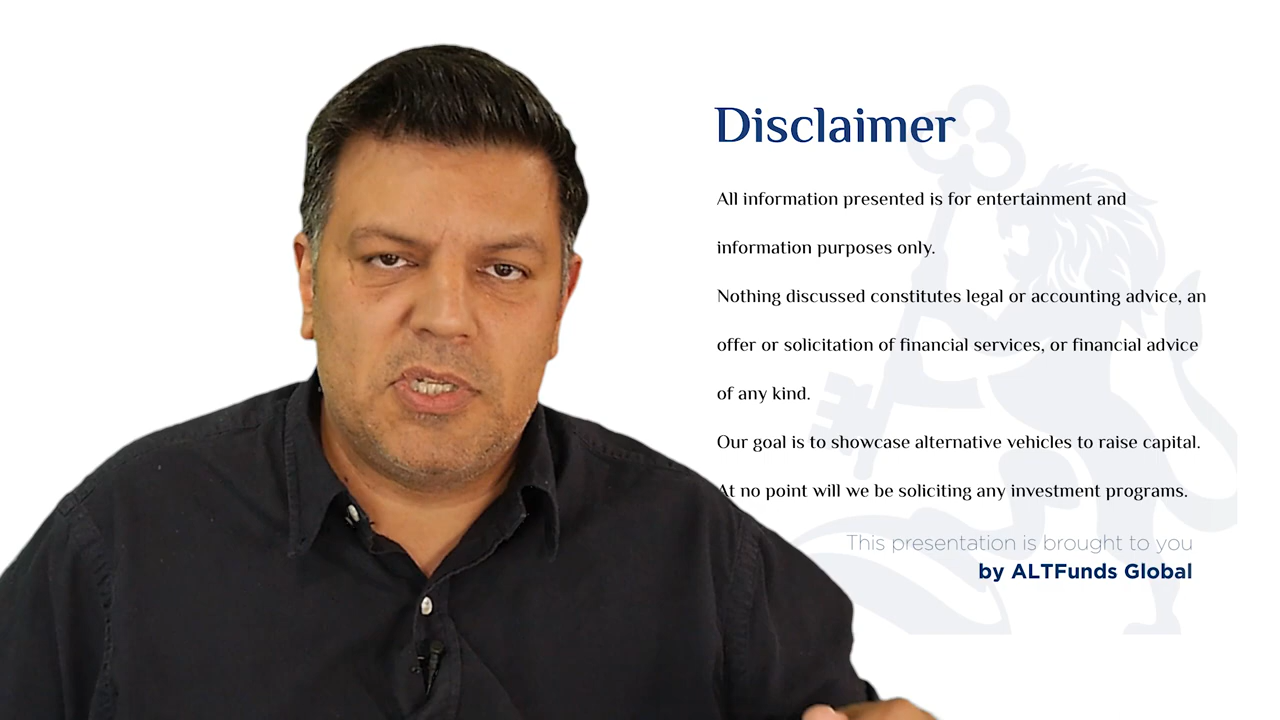 Disclaimer
All information presented is for entertainment and
information purposes only.
Nothing discussed constitutes legal or accounting advice, an
offer or solicitation of financial services, or financial advice
of any kind.
Our goal is to showcase alternative vehicles to raise capital.
At no point will we be soliciting any investment programs.
This presentation is brought to you
by ALTFunds Global